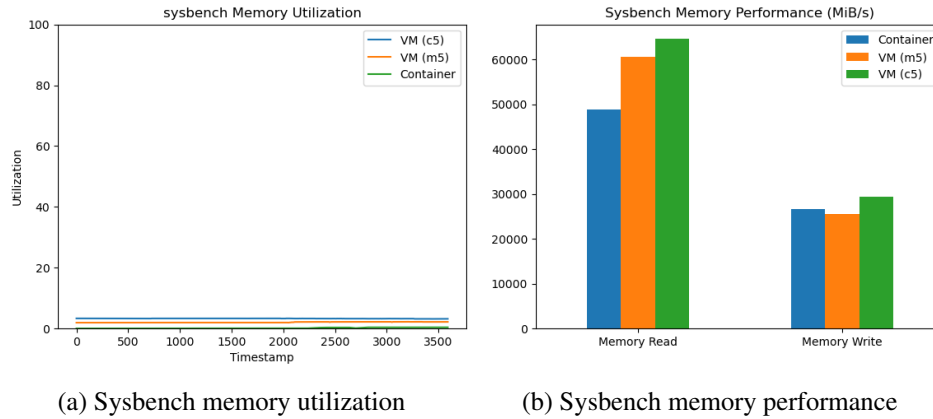 sysbench Memory Utilization
100
80
60
40
20
0
Utilization
VM (c5)
VM (m5)
Container
0 500 1000 1500 2000 2500 3000 3500
Timestamp
(a) Sysbench memory utilization
Sysbench Memory Performance (MiB/s)
60000
50000
40000
30000
20000
10000
0
Container
VM (m5)
VM (c5)
Memory Read Memory Write
(b) Sysbench memory performance